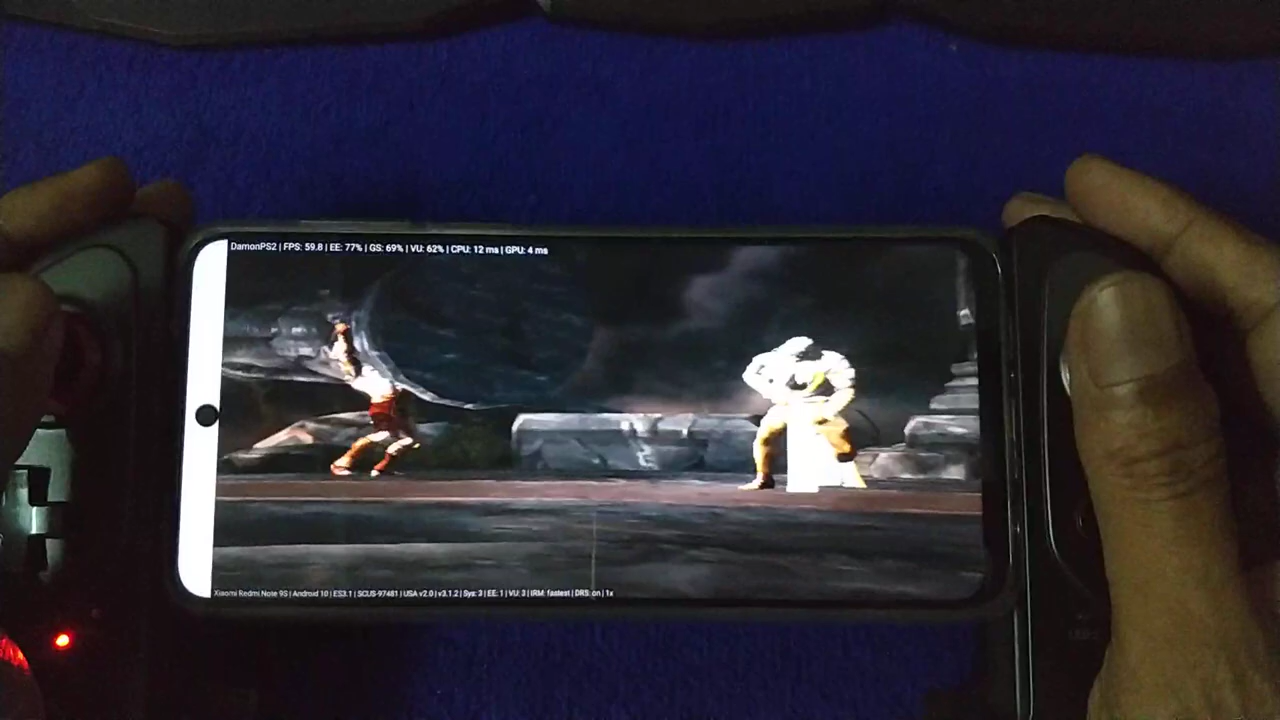 DamonPS2 | FPS: 59.8 | EE: 77% | GS: 69% | VU: 62% | CPU: 12 ms | GPU: 4 ms
Xiaomi Redmi Note 9S | Android 10 | ES3.1 | SCUS-97481 | USA v2.0 | v3.1.2 | Sys: 3 | EE: 1 | VU: 3 | IRM: fastest | DRS: on | 1x